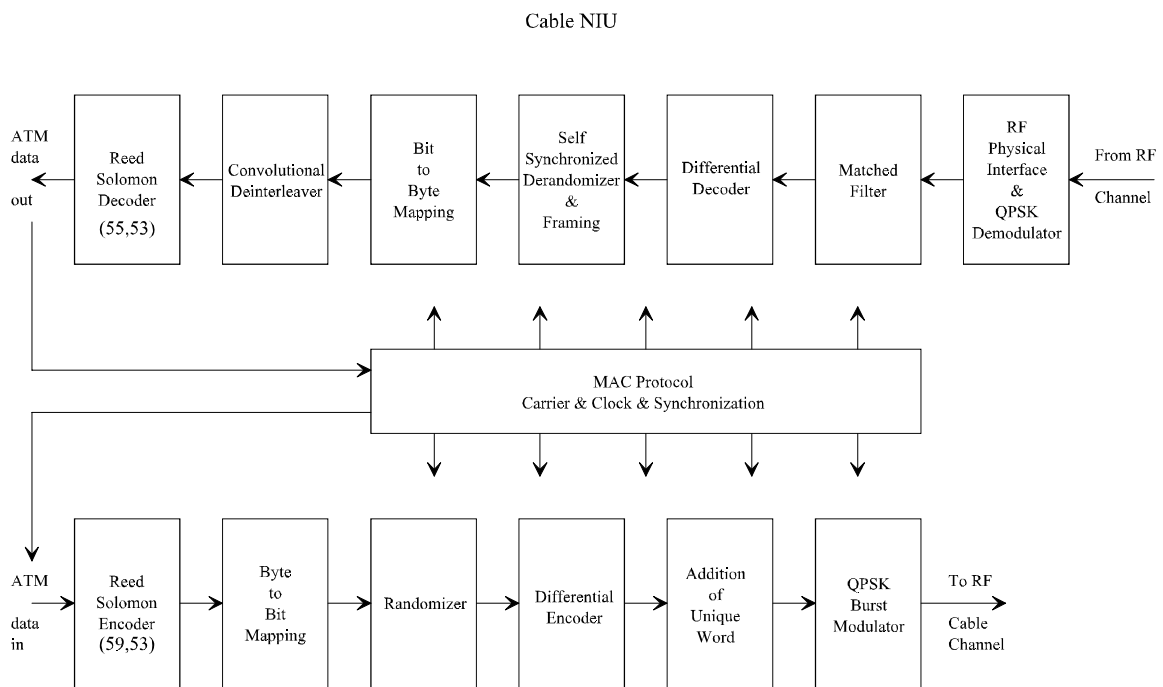 Cable NIU
ATM
data
out
Reed
Solomon
Decoder
(55,53)
Convolutional
Deinterleaver
Bit
to
Byte
Mapping
Self
Synchronized
Derandomizer
&
Framing
Differential
Decoder
Matched
Filter
RF
Physical
Interface
&
QPSK
Demodulator
From RF
Channel
MAC Protocol
Carrier & Clock & Synchronization
ATM
data
in
Reed
Solomon
Encoder
(59,53)
Byte
to
Bit
Mapping
Randomizer
Differential
Encoder
Addition
of
Unique
Word
QPSK
Burst
Modulator
To RF
Cable
Channel